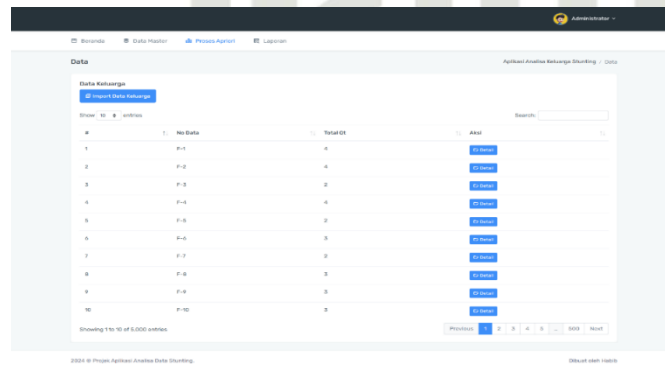 Administrator
Beranda Data Master Proses Apriori Laporan
Data Aplikasi Analisa Keluarga Stunting / Data
Data Keluarga
Import Data Keluarga
Show 10 entries Search:
# No Data Total Gt Aksi
1 F-1 4 Detail
2 F-2 4 Detail
3 F-3 2 Detail
4 F-4 4 Detail
5 F-5 2 Detail
6 F-6 3 Detail
7 F-7 2 Detail
8 F-8 3 Detail
9 F-9 3 Detail
10 F-10 3 Detail
Showing 1 to 10 of 5,000 entries Previous 1 2 3 4 5 ... 500 Next
2024 © Projek Aplikasi Analisa Data Stunting. Dibuat oleh Habib